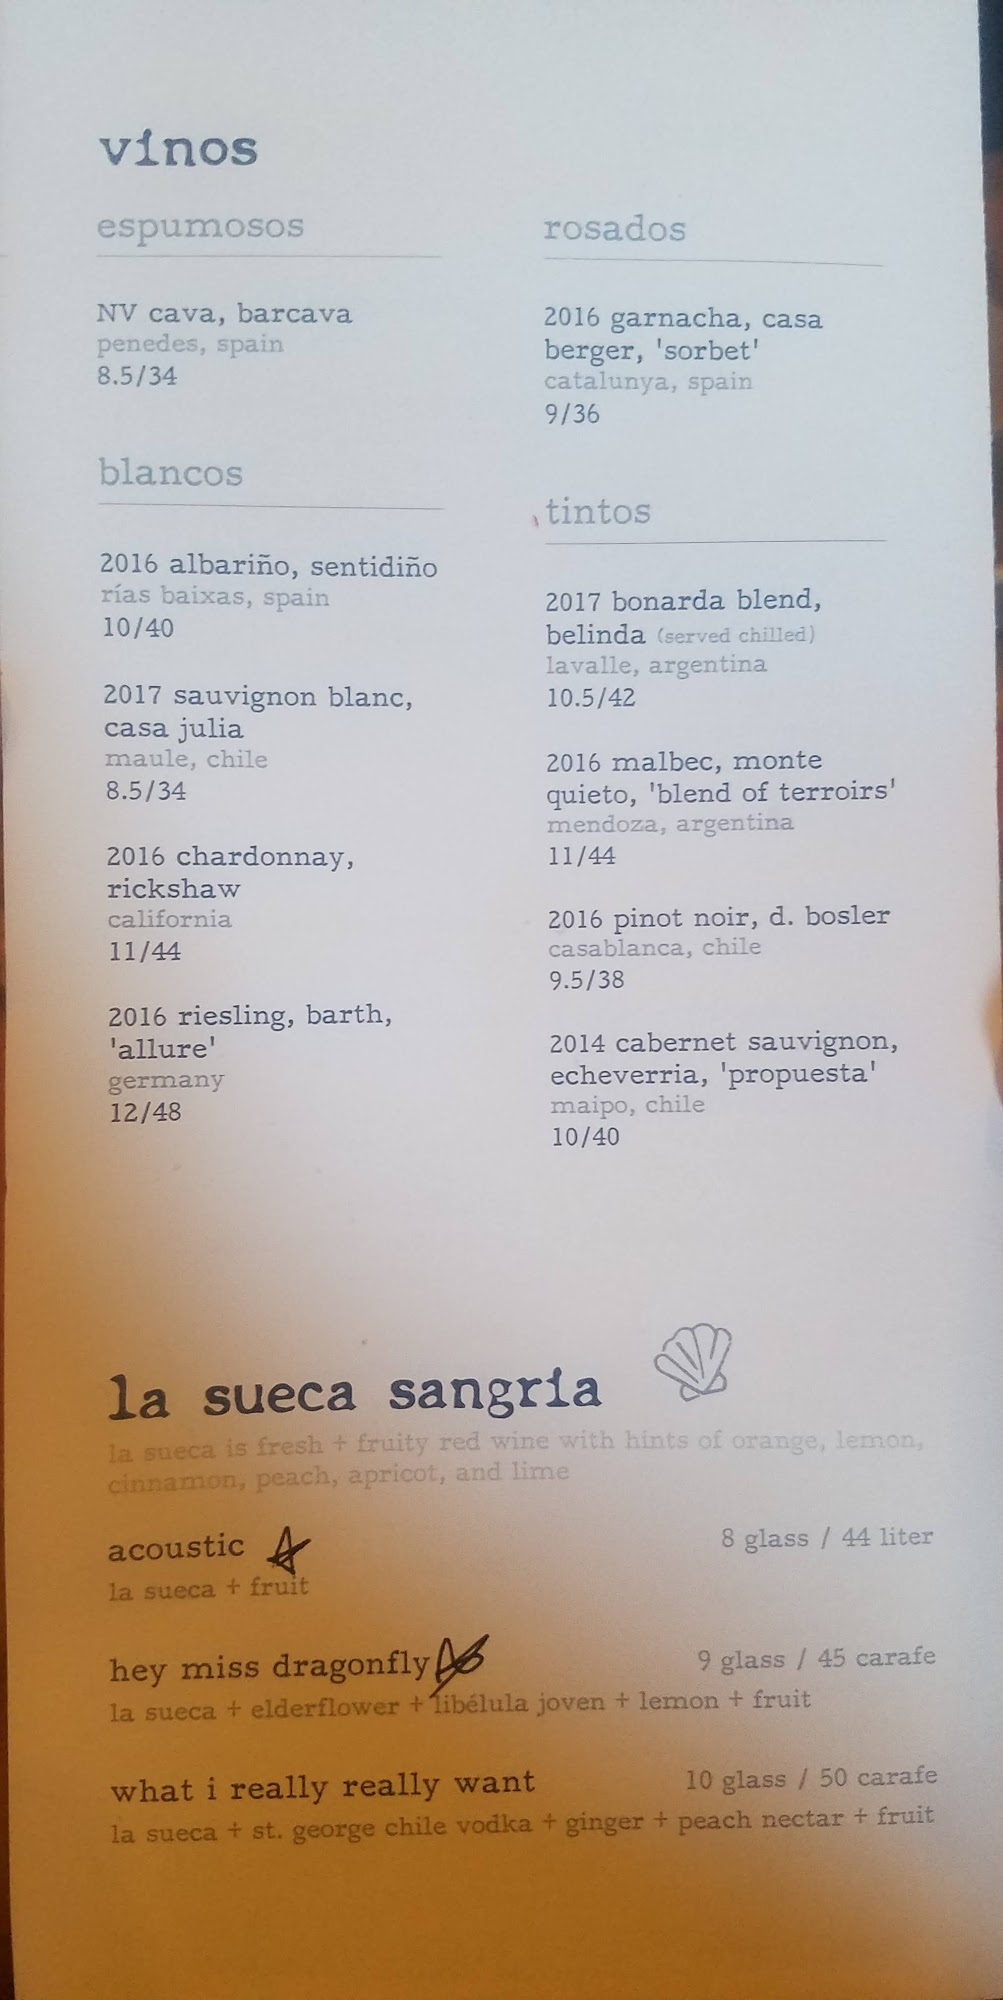 vinos
espumosos
NV cava, barcava
penedes, spain
8.5/34
blancos
2016 albariño, sentidiño
rías baixas, spain
10/40
2017 sauvignon blanc,
casa julia
maule, chile
8.5/34
2016 chardonnay,
rickshaw
california
11/44
2016 riesling, barth,
'allure'
germany
12/48
rosados
2016 garnacha, casa
berger, 'sorbet'
catalunya, spain
9/36
tintos
2017 bonarda blend,
belinda (served chilled)
lavalle, argentina
10.5/42
2016 malbec, monte
quieto, 'blend of terroirs'
mendoza, argentina
11/44
2016 pinot noir, d. bosler
casablanca, chile
9.5/38
2014 cabernet sauvignon,
echeverria, 'propuesta'
maipo, chile
10/40
la sueca sangria
la sueca is fresh + fruity red wine with hints of orange, lemon,
cinnamon, peach, apricot, and lime
acoustic 8 glass / 44 liter
la sueca + fruit
hey miss dragonfly 9 glass / 45 carafe
la sueca + elderflower + libélula joven + lemon + fruit
what i really really want 10 glass / 50 carafe
la sueca + st. george chile vodka + ginger + peach nectar + fruit